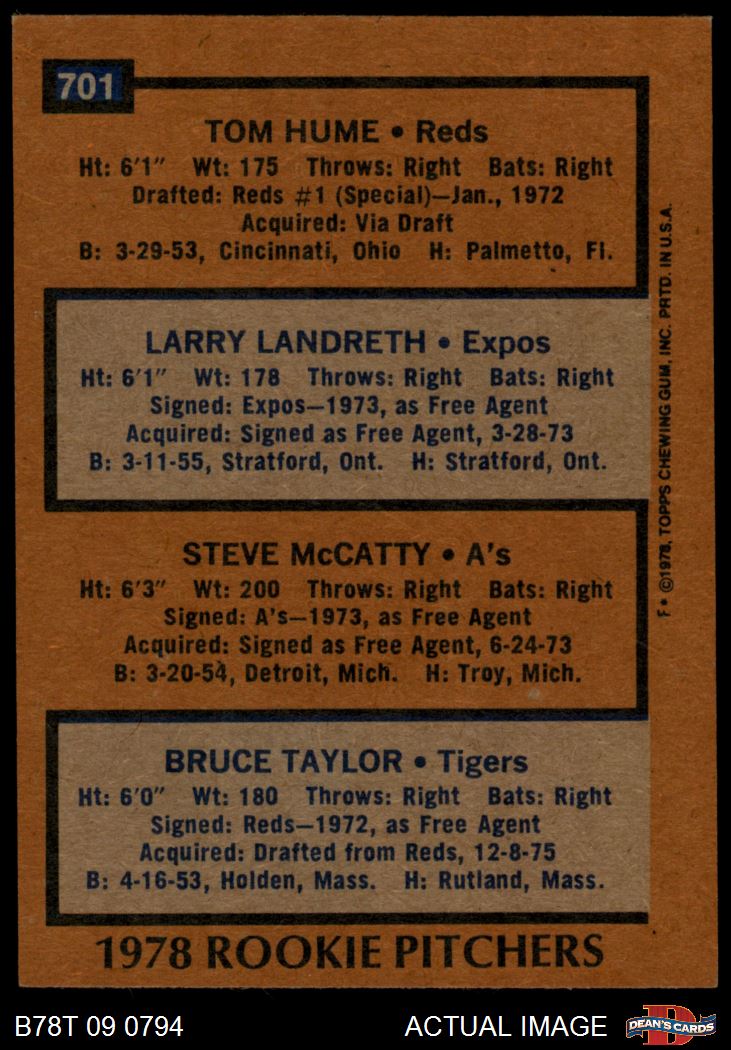 701
TOM HUME • Reds
Ht: 6'1" Wt: 175 Throws: Right Bats: Right
Drafted: Reds #1 (Special)—Jan., 1972
Acquired: Via Draft
B: 3-29-53, Cincinnati, Ohio H: Palmetto, Fl.
LARRY LANDRETH • Expos
Ht: 6'1" Wt: 178 Throws: Right Bats: Right
Signed: Expos—1973, as Free Agent
Acquired: Signed as Free Agent, 3-28-73
B: 3-11-55, Stratford, Ont. H: Stratford, Ont.
STEVE McCATTY • A's
Ht: 6'3" Wt: 200 Throws: Right Bats: Right
Signed: A's—1973, as Free Agent
Acquired: Signed as Free Agent, 6-24-73
B: 3-20-54, Detroit, Mich. H: Troy, Mich.
BRUCE TAYLOR • Tigers
Ht: 6'0" Wt: 180 Throws: Right Bats: Right
Signed: Reds—1972, as Free Agent
Acquired: Drafted from Reds, 12-8-75
B: 4-16-53, Holden, Mass. H: Rutland, Mass.
1978 ROOKIE PITCHERS
F • ©1978, TOPPS CHEWING GUM, INC. PRTD. IN U.S.A.
B78T 09 0794 ACTUAL IMAGE
D
DEAN'S CARDS